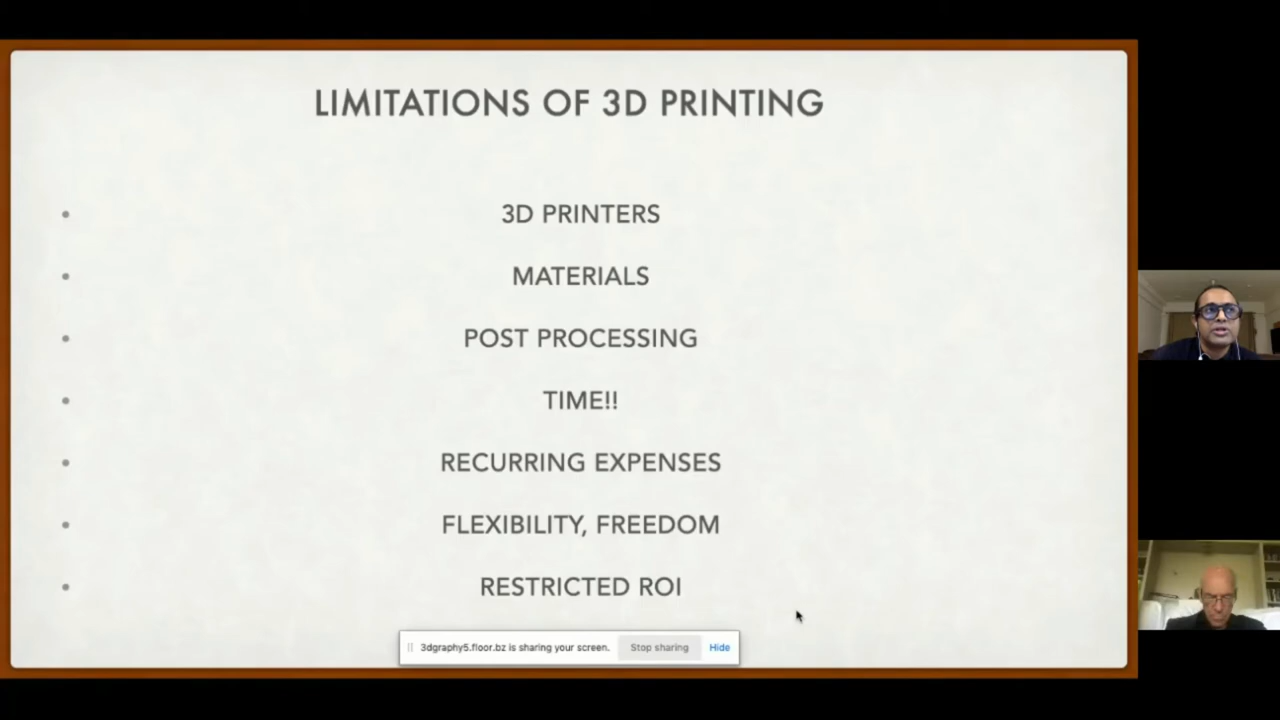 LIMITATIONS OF 3D PRINTING
3D PRINTERS
MATERIALS
POST PROCESSING
TIME!!
RECURRING EXPENSES
FLEXIBILITY, FREEDOM
RESTRICTED ROI
3dgraphy5.floor.bz is sharing your screen. Stop sharing Hide